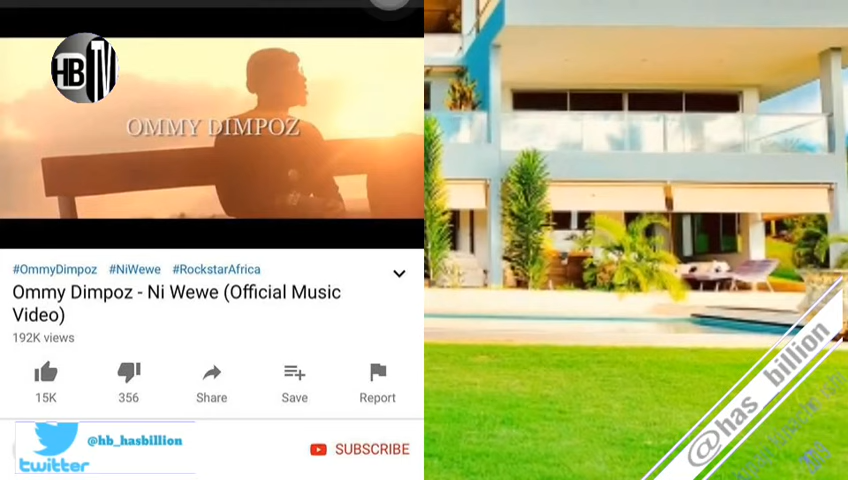 HB TV
OMMY DIMPOZ
#OmmyDimpoz #NiWewe #RockstarAfrica
Ommy Dimpoz - Ni Wewe (Official Music
Video)
192K views
15K 356 Share Save Report
@hb_hasbillion
twitter
SUBSCRIBE
@has_billion